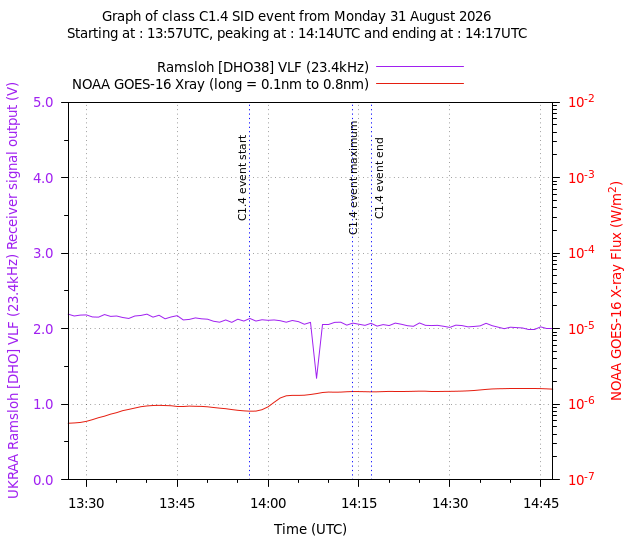 Graph of class C1.4 SID event from Monday 31 August 2026
Starting at : 13:57UTC, peaking at : 14:14UTC and ending at : 14:17UTC
Ramsloh [DHO38] VLF (23.4kHz)
NOAA GOES-16 Xray (long = 0.1nm to 0.8nm)
UKRAA Ramsloh [DHO] VLF (23.4kHz) Receiver signal output (V)
5.0
4.0
3.0
2.0
1.0
0.0
C1.4 event start
C1.4 event maximum
C1.4 event end
10^-2
10^-3
10^-4
10^-5
10^-6
10^-7
NOAA GOES-16 X-ray Flux (W/m²)
13:30 13:45 14:00 14:15 14:30 14:45
Time (UTC)